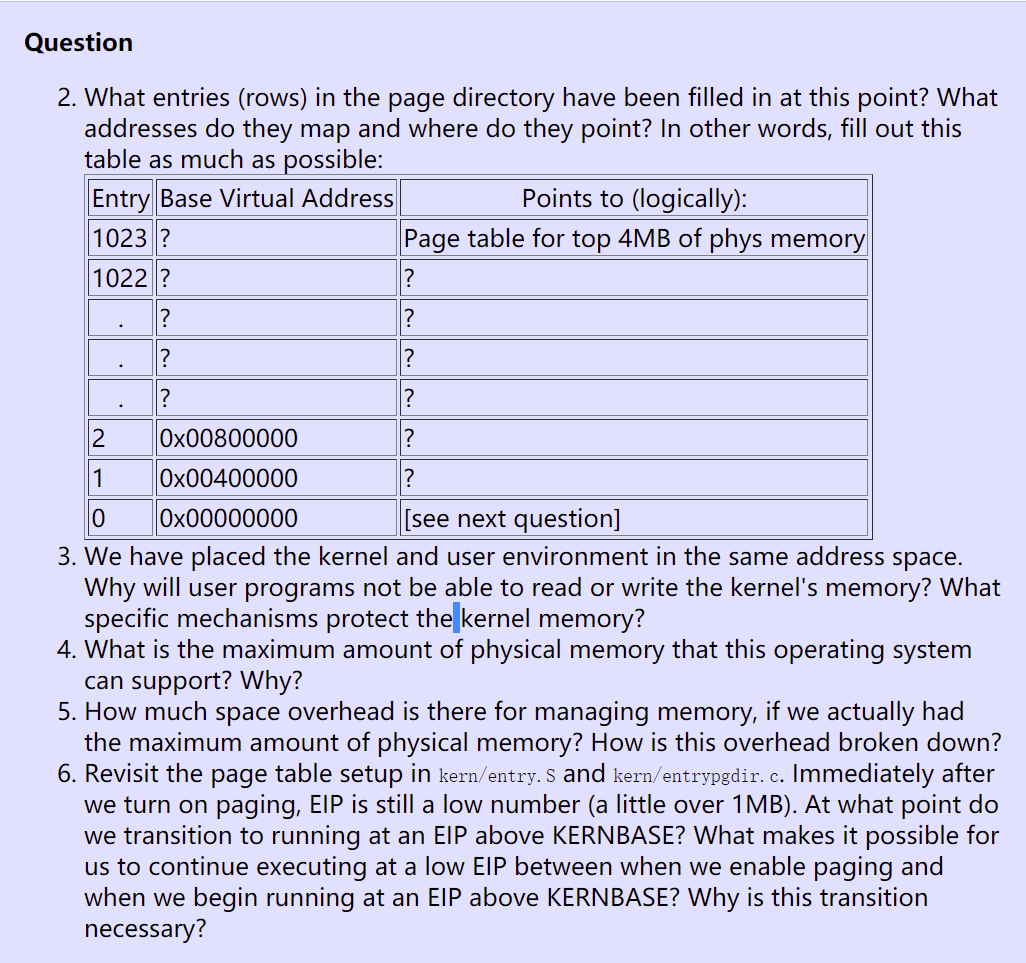 Question
2. What entries (rows) in the page directory have been filled in at this point? What
addresses do they map and where do they point? In other words, fill out this
table as much as possible:
Entry Base Virtual Address Points to (logically):
1023 ? Page table for top 4MB of phys memory
1022 ? ?
. ? ?
. ? ?
. ? ?
2 0x00800000 ?
1 0x00400000 ?
0 0x00000000 [see next question]
3. We have placed the kernel and user environment in the same address space.
Why will user programs not be able to read or write the kernel's memory? What
specific mechanisms protect the kernel memory?
4. What is the maximum amount of physical memory that this operating system
can support? Why?
5. How much space overhead is there for managing memory, if we actually had
the maximum amount of physical memory? How is this overhead broken down?
6. Revisit the page table setup in kern/entry.S and kern/entrypgdir.c. Immediately after
we turn on paging, EIP is still a low number (a little over 1MB). At what point do
we transition to running at an EIP above KERNBASE? What makes it possible for
us to continue executing at a low EIP between when we enable paging and
when we begin running at an EIP above KERNBASE? Why is this transition
necessary?